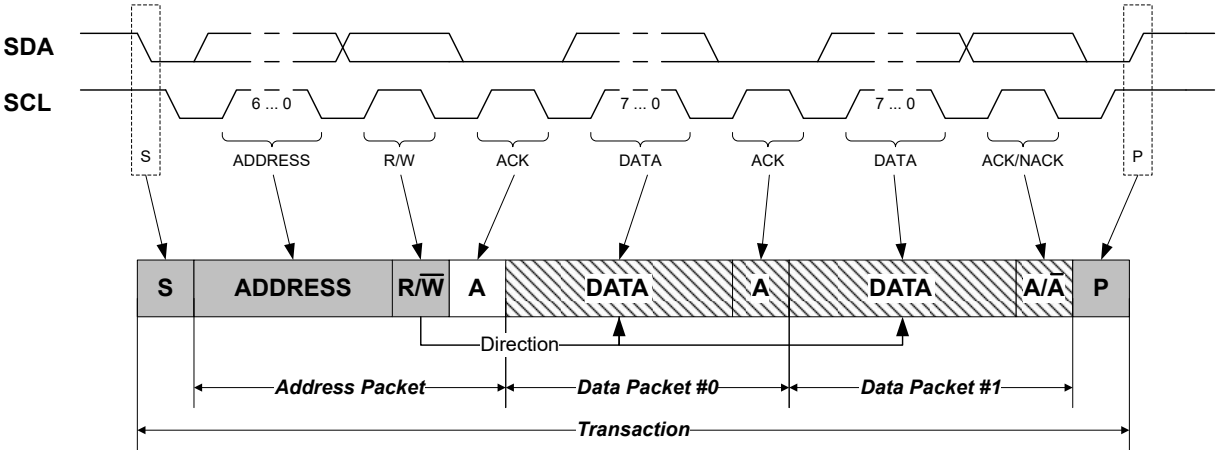 SDA
SCL
6 ... 0
7 ... 0
7 ... 0
S
ADDRESS
R/W
ACK
DATA
ACK
DATA
ACK/NACK
P
S
ADDRESS
R/W̅
A
DATA
A
DATA
A/A̅
P
Direction
Address Packet
Data Packet #0
Data Packet #1
Transaction